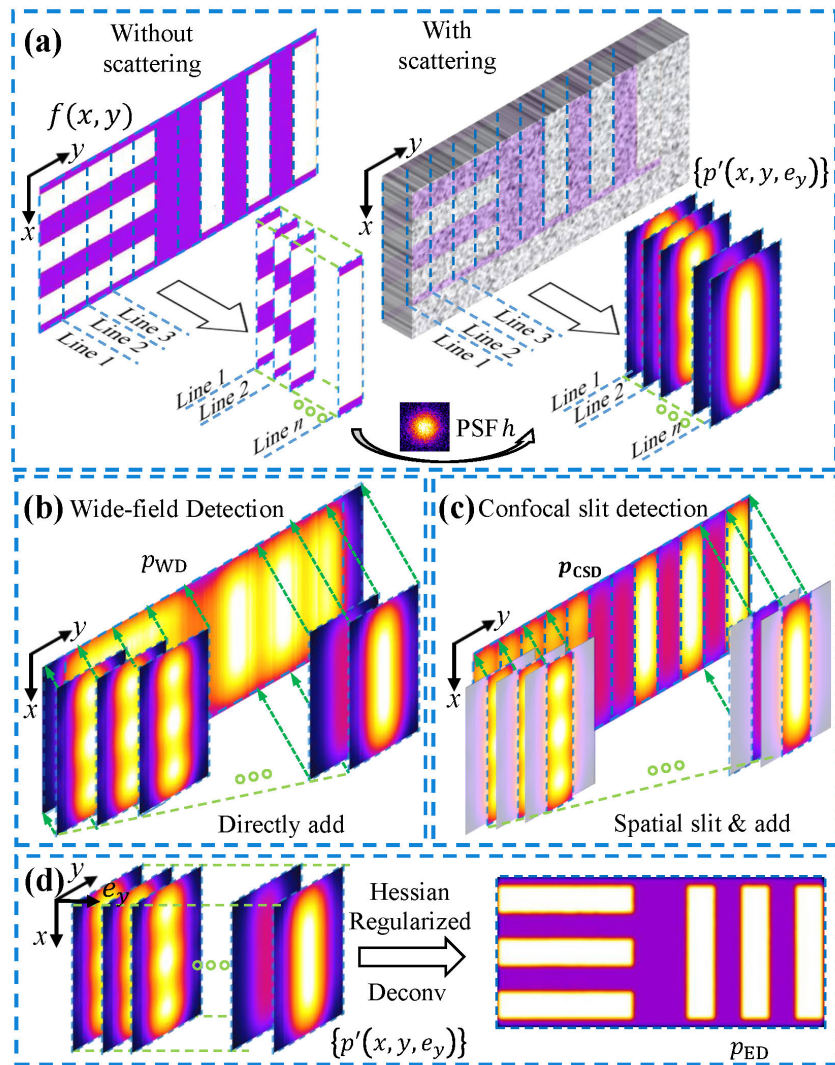 (a)
Without
scattering
With
scattering
f(x, y)
y
x
Line 1
Line 2
Line 3
Line 1
Line 2
Line n
y
x
{p′(x, y, e_y)}
Line 1
Line 2
Line 3
Line 1
Line 2
Line n
PSF h
(b) Wide-field Detection
p_WD
y
x
Directly add
(c) Confocal slit detection
p_CSD
y
x
Spatial slit & add
(d)
y
e_y
x
{p′(x, y, e_y)}
Hessian
Regularized
Deconv
p_ED